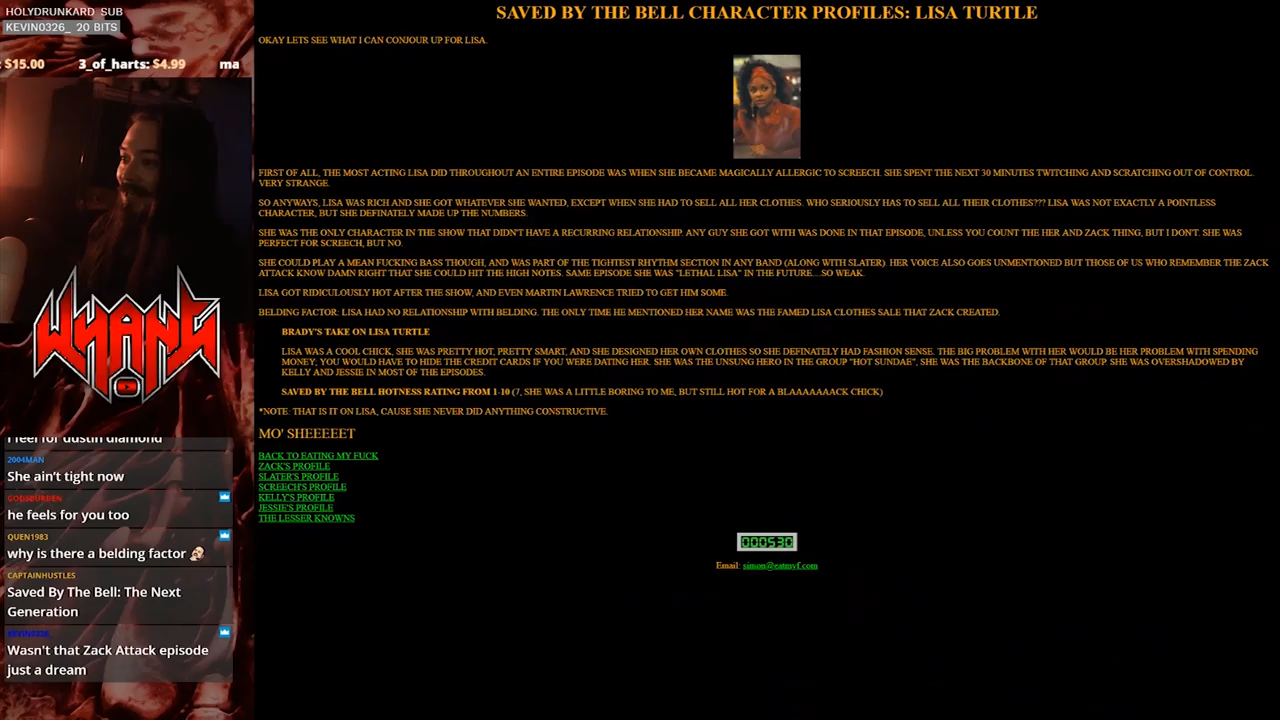 HOLYDRUNKARD SUB
KEVIN0326_ 20 BITS
: $15.00 3_of_harts: $4.99 ma
WYANG
I feel for dustin diamond
2004MAN
She ain't tight now
GODSBURDEN
he feels for you too
QUEN1983
why is there a belding factor
CAPTAINHUSTLES
Saved By The Bell: The Next
Generation
KEVIN0326_
Wasn't that Zack Attack episode
just a dream
SAVED BY THE BELL CHARACTER PROFILES: LISA TURTLE
OKAY LETS SEE WHAT I CAN CONJOUR UP FOR LISA.
FIRST OF ALL, THE MOST ACTING LISA DID THROUGHOUT AN ENTIRE EPISODE WAS WHEN SHE BECAME MAGICALLY ALLERGIC TO SCREECH. SHE SPENT THE NEXT 30 MINUTES TWITCHING AND SCRATCHING OUT OF CONTROL.
VERY STRANGE.
SO ANYWAYS, LISA WAS RICH AND SHE GOT WHATEVER SHE WANTED, EXCEPT WHEN SHE HAD TO SELL ALL HER CLOTHES. WHO SERIOUSLY HAS TO SELL ALL THEIR CLOTHES??? LISA WAS NOT EXACTLY A POINTLESS
CHARACTER, BUT SHE DEFINATELY MADE UP THE NUMBERS.
SHE WAS THE ONLY CHARACTER IN THE SHOW THAT DIDN'T HAVE A RECURRING RELATIONSHIP. ANY GUY SHE GOT WITH WAS DONE IN THAT EPISODE, UNLESS YOU COUNT THE HER AND ZACK THING, BUT I DON'T. SHE WAS
PERFECT FOR SCREECH, BUT NO.
SHE COULD PLAY A MEAN FUCKING BASS THOUGH, AND WAS PART OF THE TIGHTEST RHYTHM SECTION IN ANY BAND (ALONG WITH SLATER). HER VOICE ALSO GOES UNMENTIONED BUT THOSE OF US WHO REMEMBER THE ZACK
ATTACK KNOW DAMN RIGHT THAT SHE COULD HIT THE HIGH NOTES. SAME EPISODE SHE WAS "LETHAL LISA" IN THE FUTURE....SO WEAK.
LISA GOT RIDICULOUSLY HOT AFTER THE SHOW, AND EVEN MARTIN LAWRENCE TRIED TO GET HIM SOME.
BELDING FACTOR: LISA HAD NO RELATIONSHIP WITH BELDING. THE ONLY TIME HE MENTIONED HER NAME WAS THE FAMED LISA CLOTHES SALE THAT ZACK CREATED.
BRADY'S TAKE ON LISA TURTLE
LISA WAS A COOL CHICK, SHE WAS PRETTY HOT, PRETTY SMART, AND SHE DESIGNED HER OWN CLOTHES SO SHE DEFINATELY HAD FASHION SENSE. THE BIG PROBLEM WITH HER WOULD BE HER PROBLEM WITH SPENDING
MONEY, YOU WOULD HAVE TO HIDE THE CREDIT CARDS IF YOU WERE DATING HER. SHE WAS THE UNSUNG HERO IN THE GROUP "HOT SUNDAE", SHE WAS THE BACKBONE OF THAT GROUP. SHE WAS OVERSHADOWED BY
KELLY AND JESSIE IN MOST OF THE EPISODES.
SAVED BY THE BELL HOTNESS RATING FROM 1-10 (7, SHE WAS A LITTLE BORING TO ME, BUT STILL HOT FOR A BLAAAAAAACK CHICK)
*NOTE: THAT IS IT ON LISA, CAUSE SHE NEVER DID ANYTHING CONSTRUCTIVE.
MO' SHEEEEET
BACK TO EATING MY FUCK
ZACK'S PROFILE
SLATER'S PROFILE
SCREECH'S PROFILE
KELLY'S PROFILE
JESSIE'S PROFILE
THE LESSER KNOWNS
000530
Email: simon@eatmyf.com